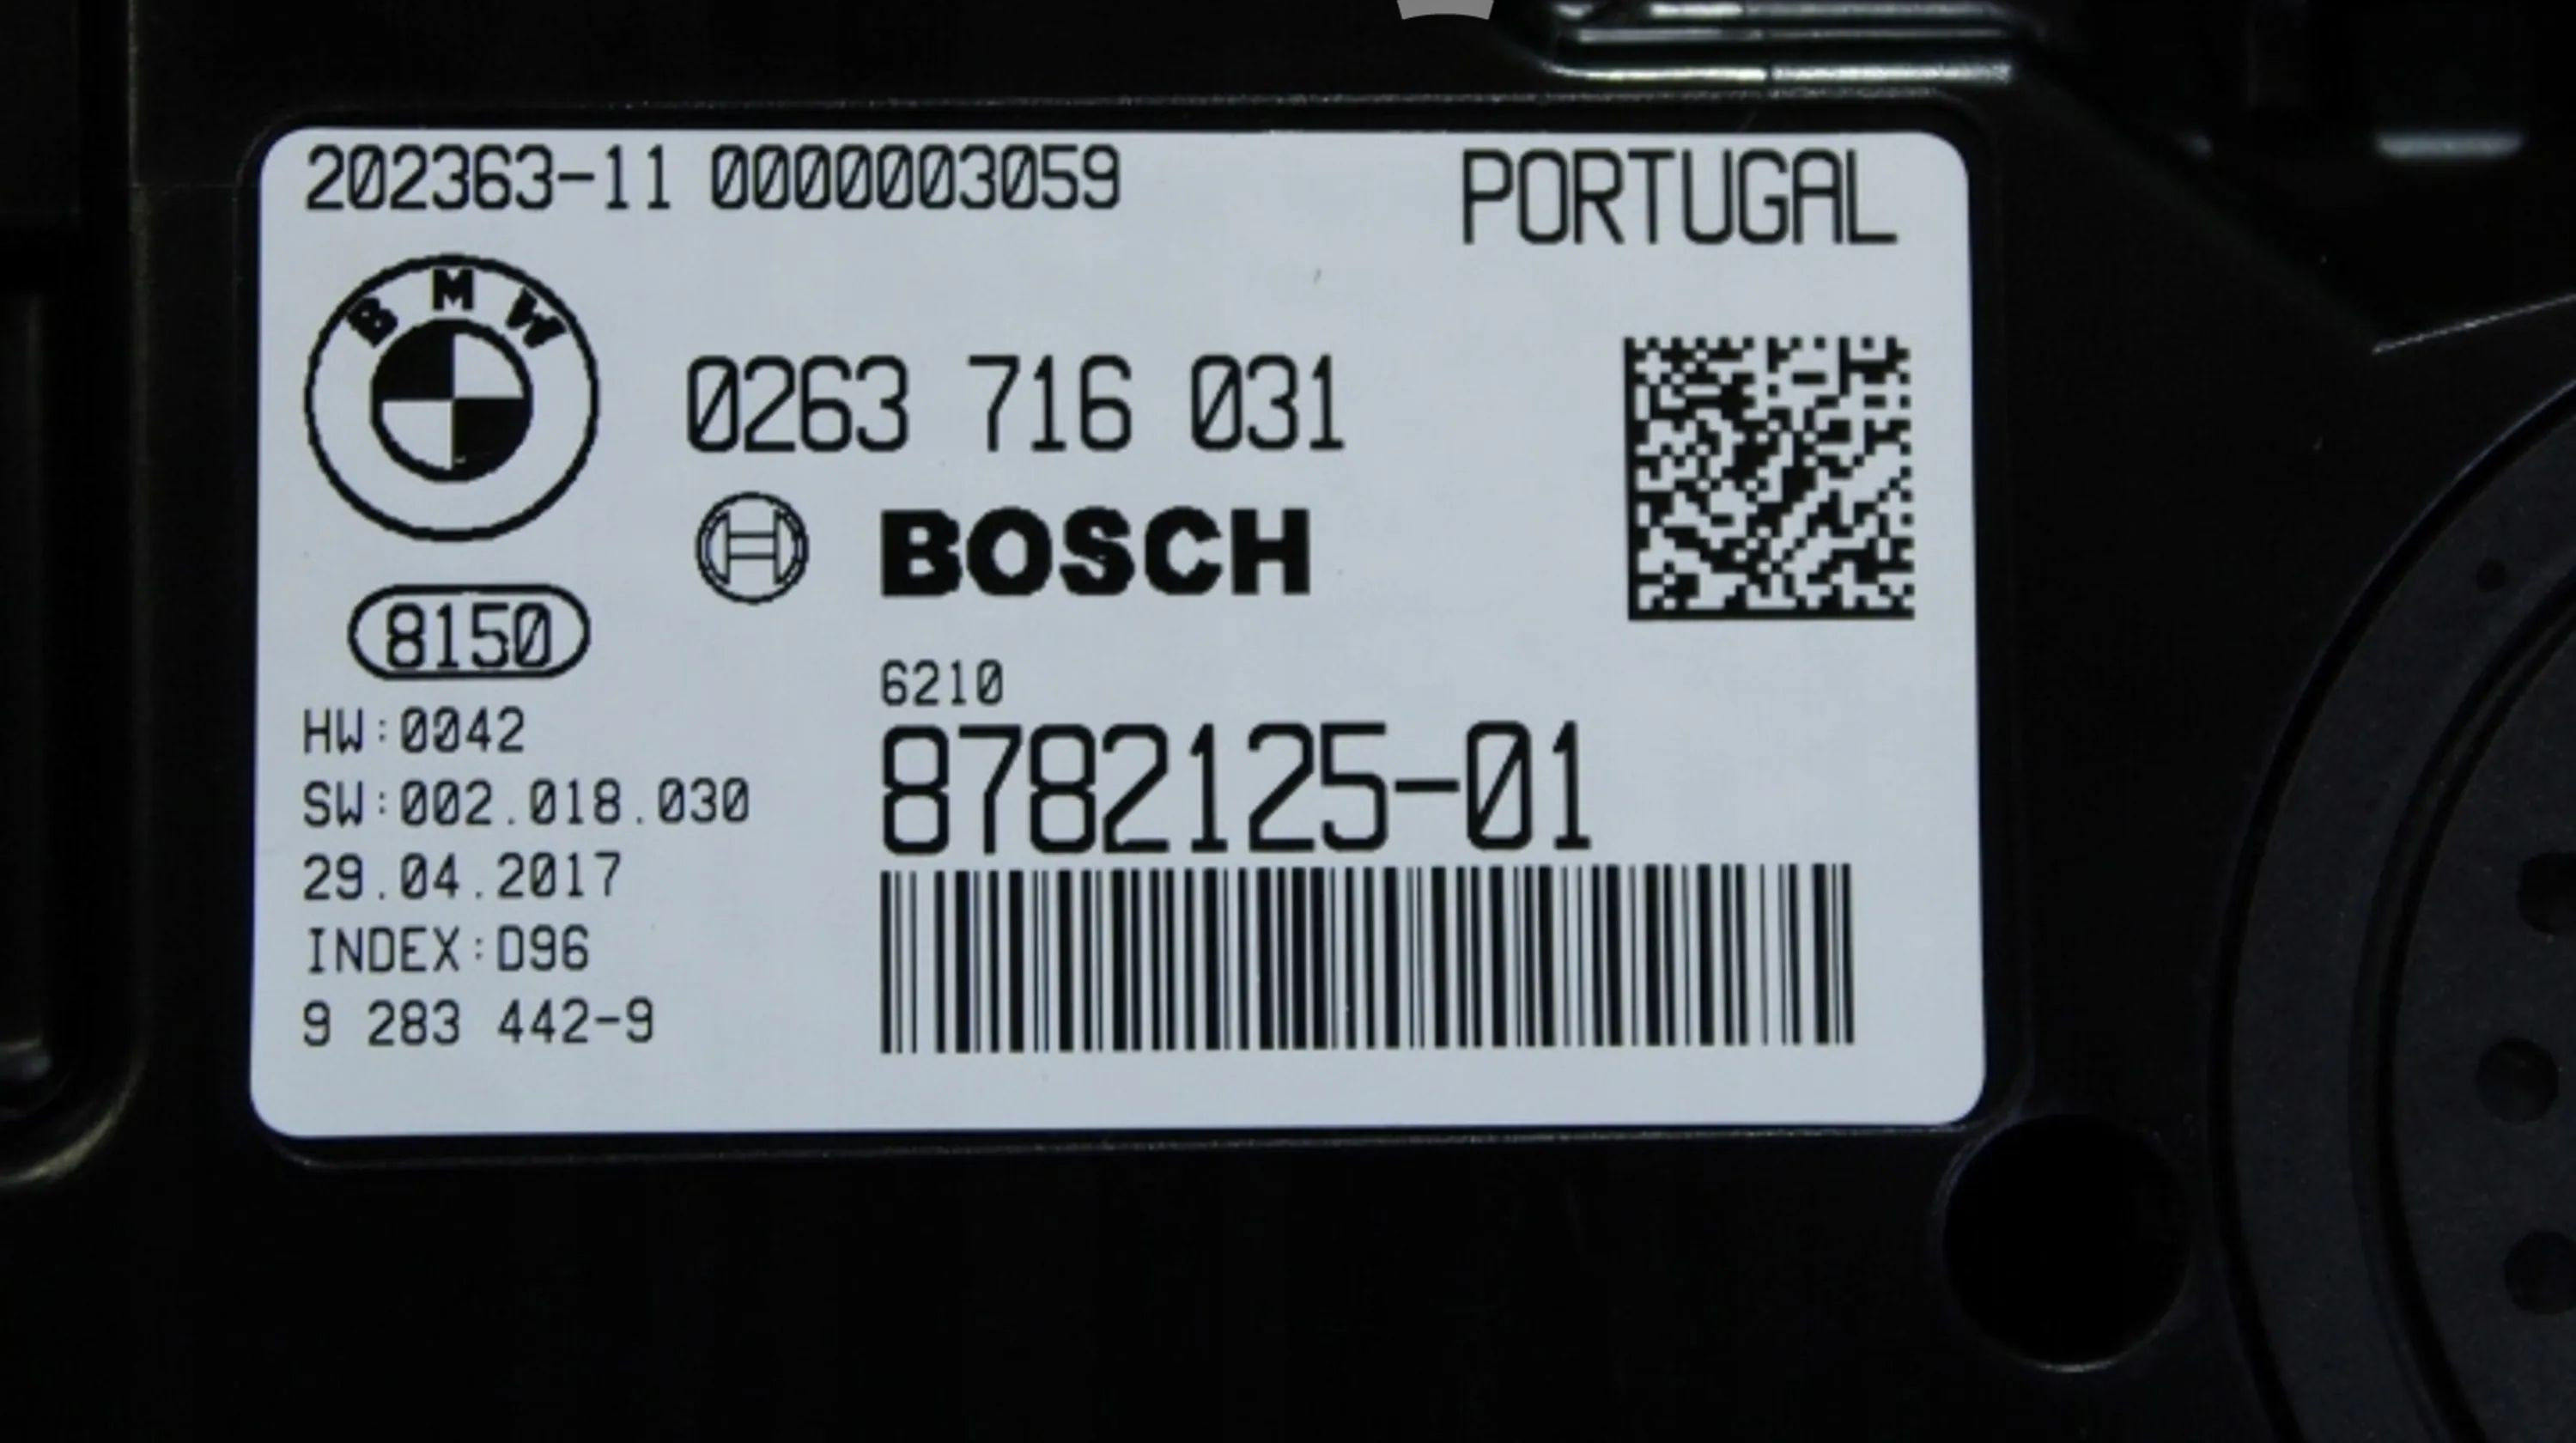 202363-11 0000003059
PORTUGAL
BMW
0263 716 031
BOSCH
8150
6210
8782125-01
HW:0042
SW:002.018.030
29.04.2017
INDEX:D96
9 283 442-9